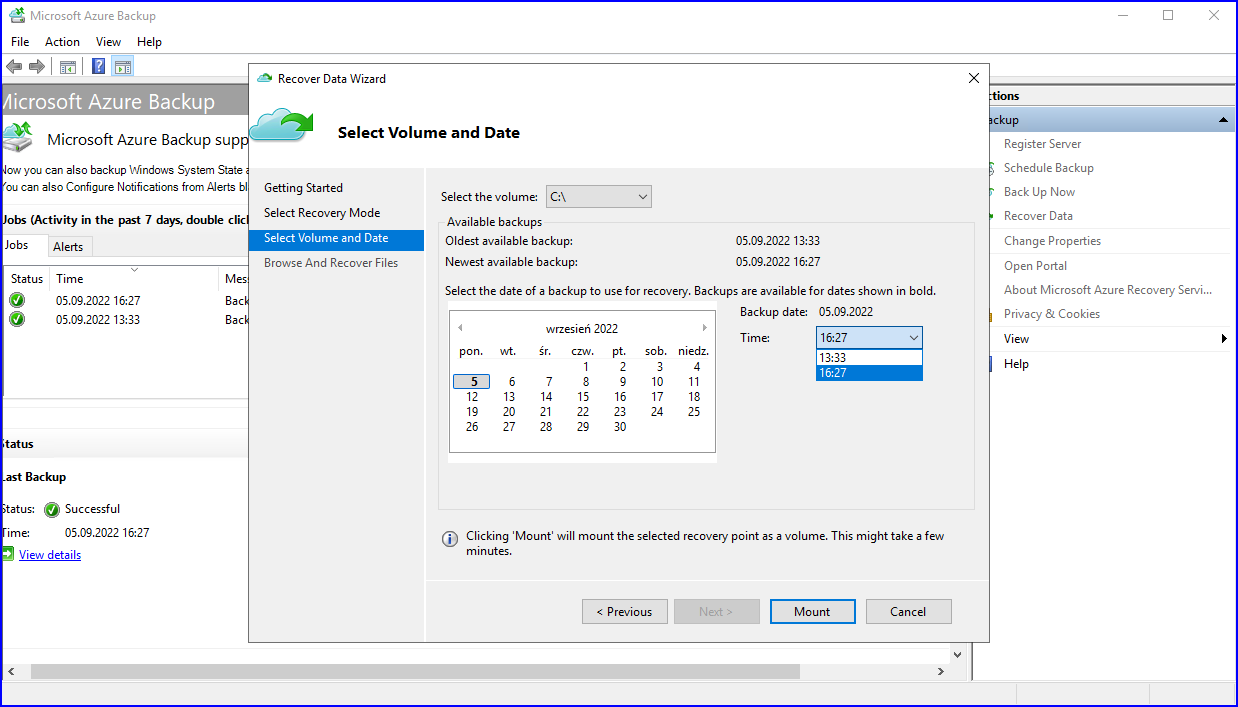 Microsoft Azure Backup
File Action View Help
Microsoft Azure Backup
Microsoft Azure Backup supp
Now you can also backup Windows System State a
You can also Configure Notifications from Alerts bl
Jobs (Activity in the past 7 days, double clic
Jobs Alerts
Status Time Mess
05.09.2022 16:27 Back
05.09.2022 13:33 Back
Status
Last Backup
Status: Successful
Time: 05.09.2022 16:27
View details
Recover Data Wizard
Select Volume and Date
Getting Started
Select Recovery Mode
Select Volume and Date
Browse And Recover Files
Select the volume: C:\
Available backups
Oldest available backup: 05.09.2022 13:33
Newest available backup: 05.09.2022 16:27
Select the date of a backup to use for recovery. Backups are available for dates shown in bold.
wrzesień 2022
pon. wt. śr. czw. pt. sob. niedz.
1 2 3 4
5 6 7 8 9 10 11
12 13 14 15 16 17 18
19 20 21 22 23 24 25
26 27 28 29 30
Backup date: 05.09.2022
Time: 16:27
13:33
16:27
Clicking 'Mount' will mount the selected recovery point as a volume. This might take a few
minutes.
< Previous Next > Mount Cancel
ctions
ackup
Register Server
Schedule Backup
Back Up Now
Recover Data
Change Properties
Open Portal
About Microsoft Azure Recovery Servi...
Privacy & Cookies
View
Help